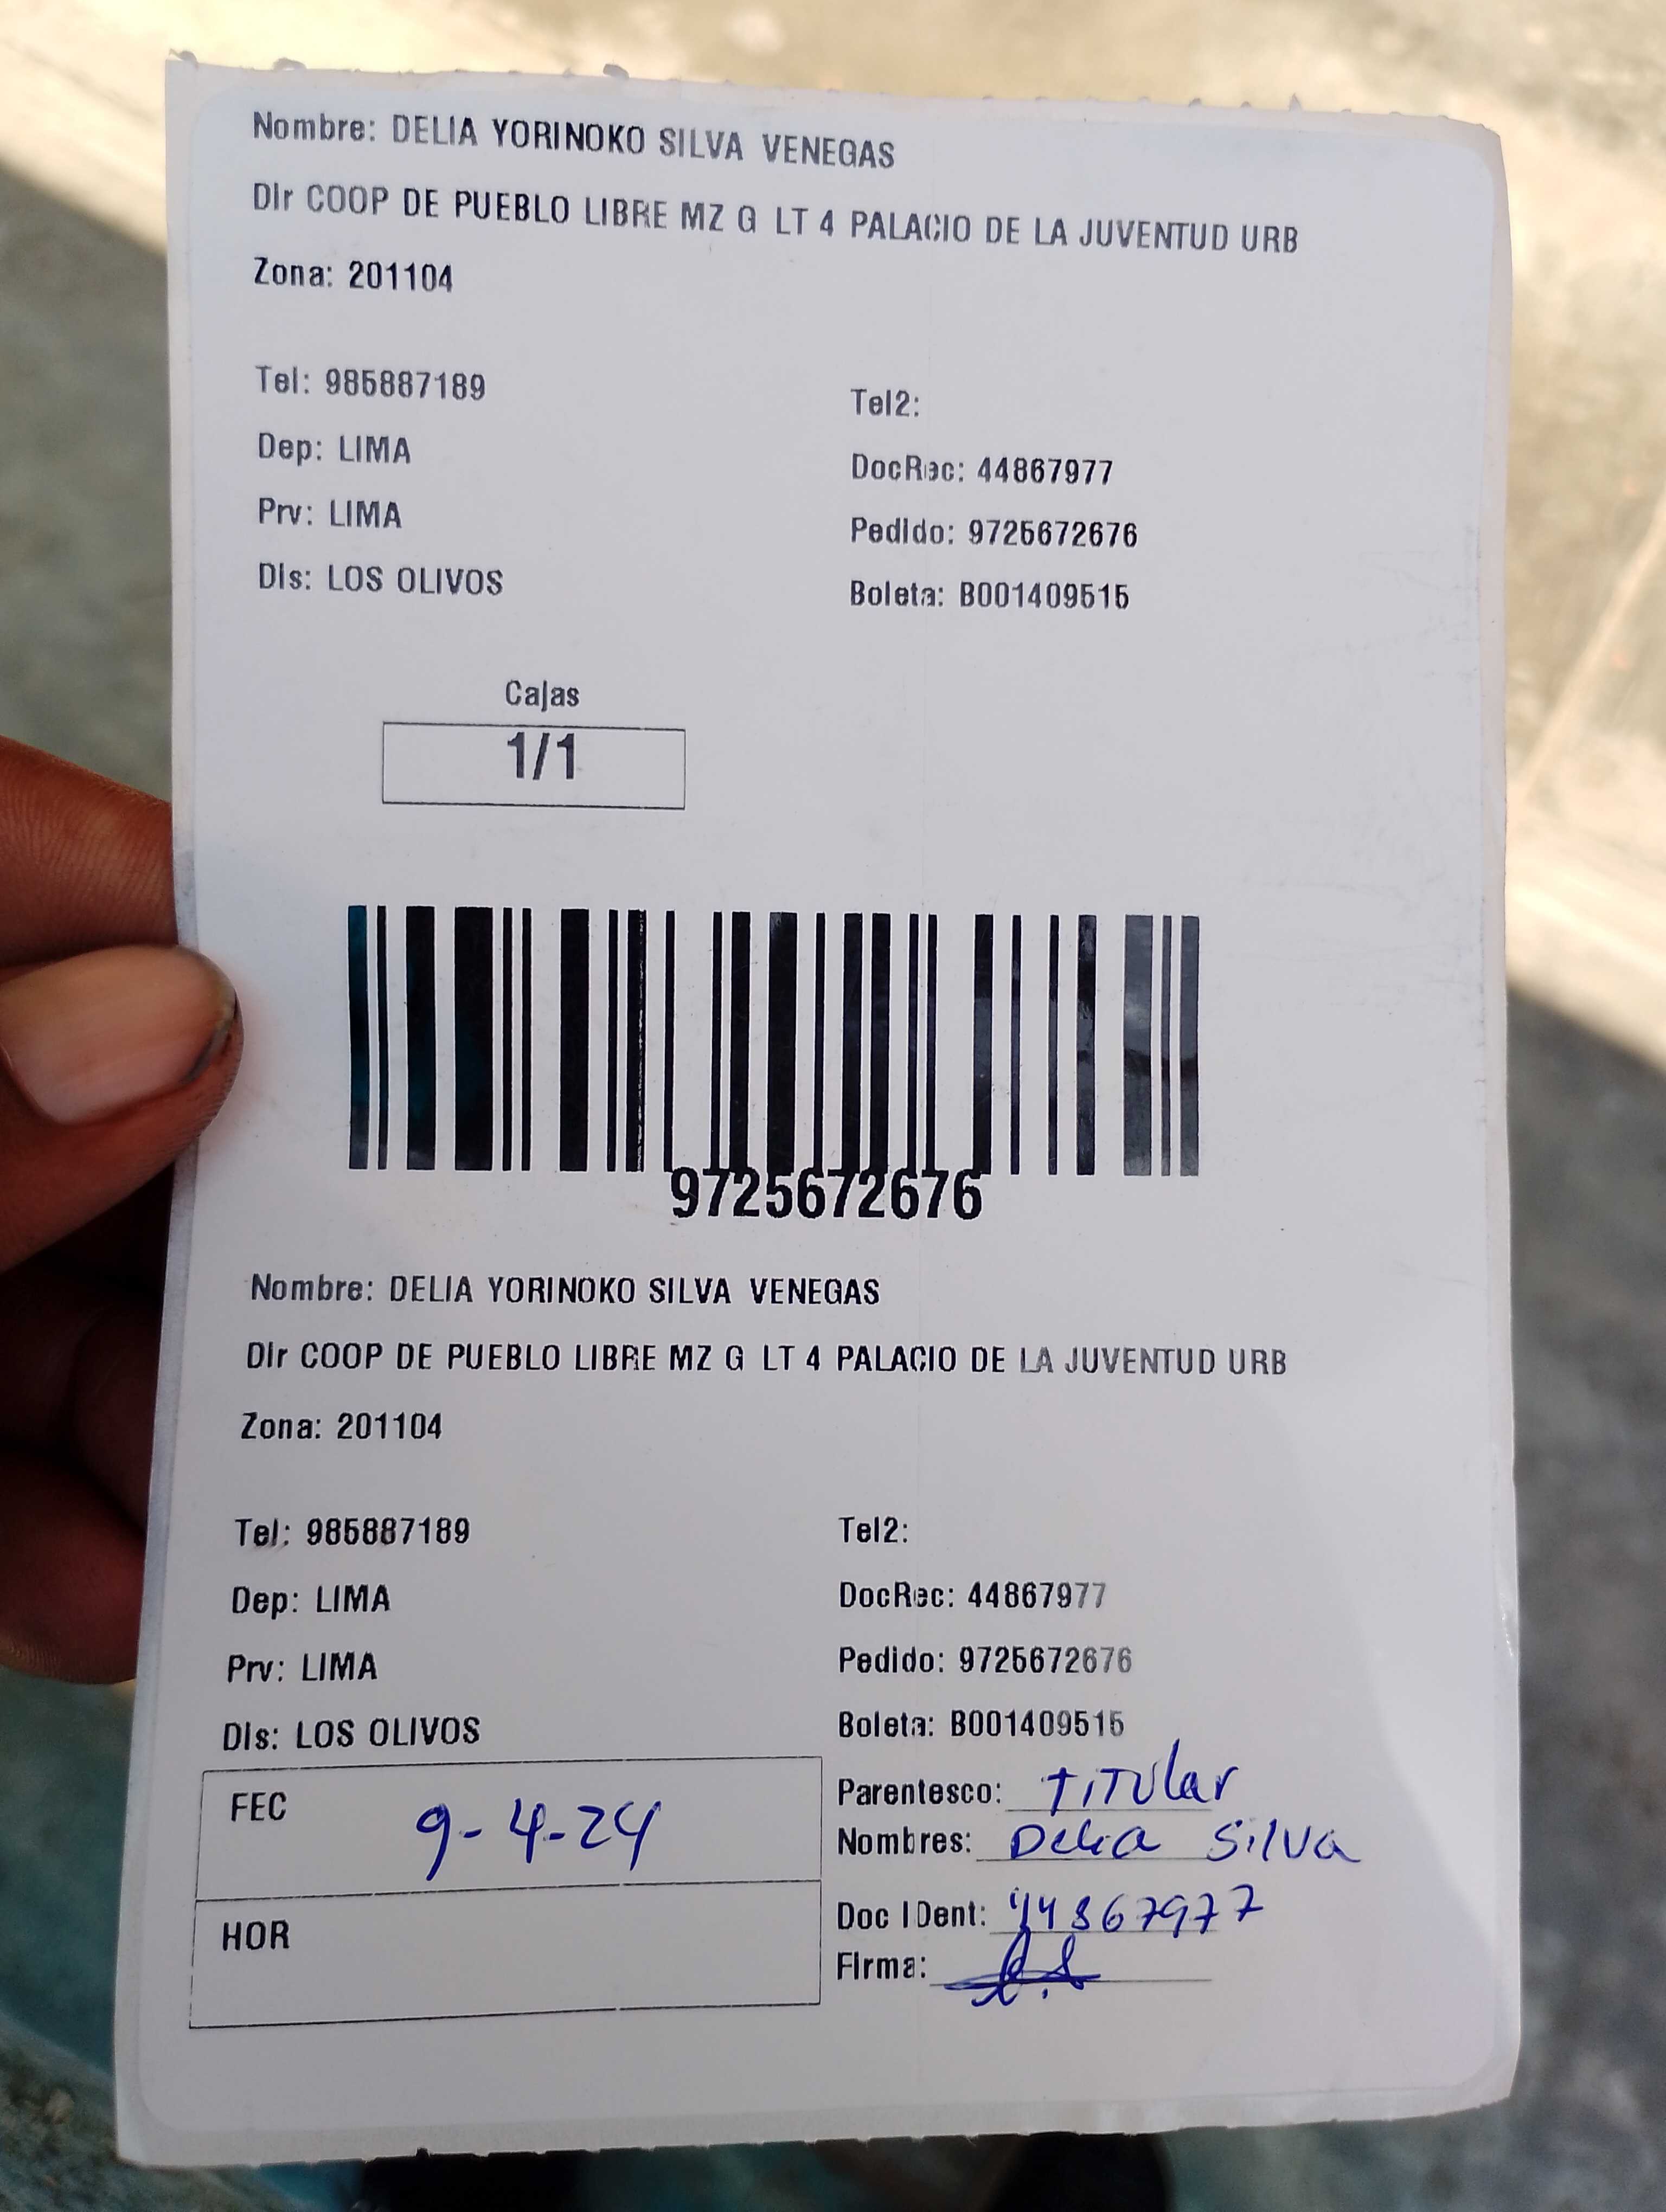 Nombre: DELIA YORINOKO SILVA VENEGAS
Dir COOP DE PUEBLO LIBRE MZ G LT 4 PALACIO DE LA JUVENTUD URB
Zona: 201104
Tel: 985887189
Tel2:
Dep: LIMA
DocRec: 44867977
Prv: LIMA
Pedido: 9725672676
Dis: LOS OLIVOS
Boleta: B001409515
Cajas
1/1
9725672676
Nombre: DELIA YORINOKO SILVA VENEGAS
Dir COOP DE PUEBLO LIBRE MZ G LT 4 PALACIO DE LA JUVENTUD URB
Zona: 201104
Tel: 985887189
Tel2:
Dep: LIMA
DocRec: 44867977
Prv: LIMA
Pedido: 9725672676
Dis: LOS OLIVOS
Boleta: B001409515
FEC 9-4-24
Parentesco: Titular
Nombres: Delia Silva
HOR
Doc IDent: 44867977
Firma: